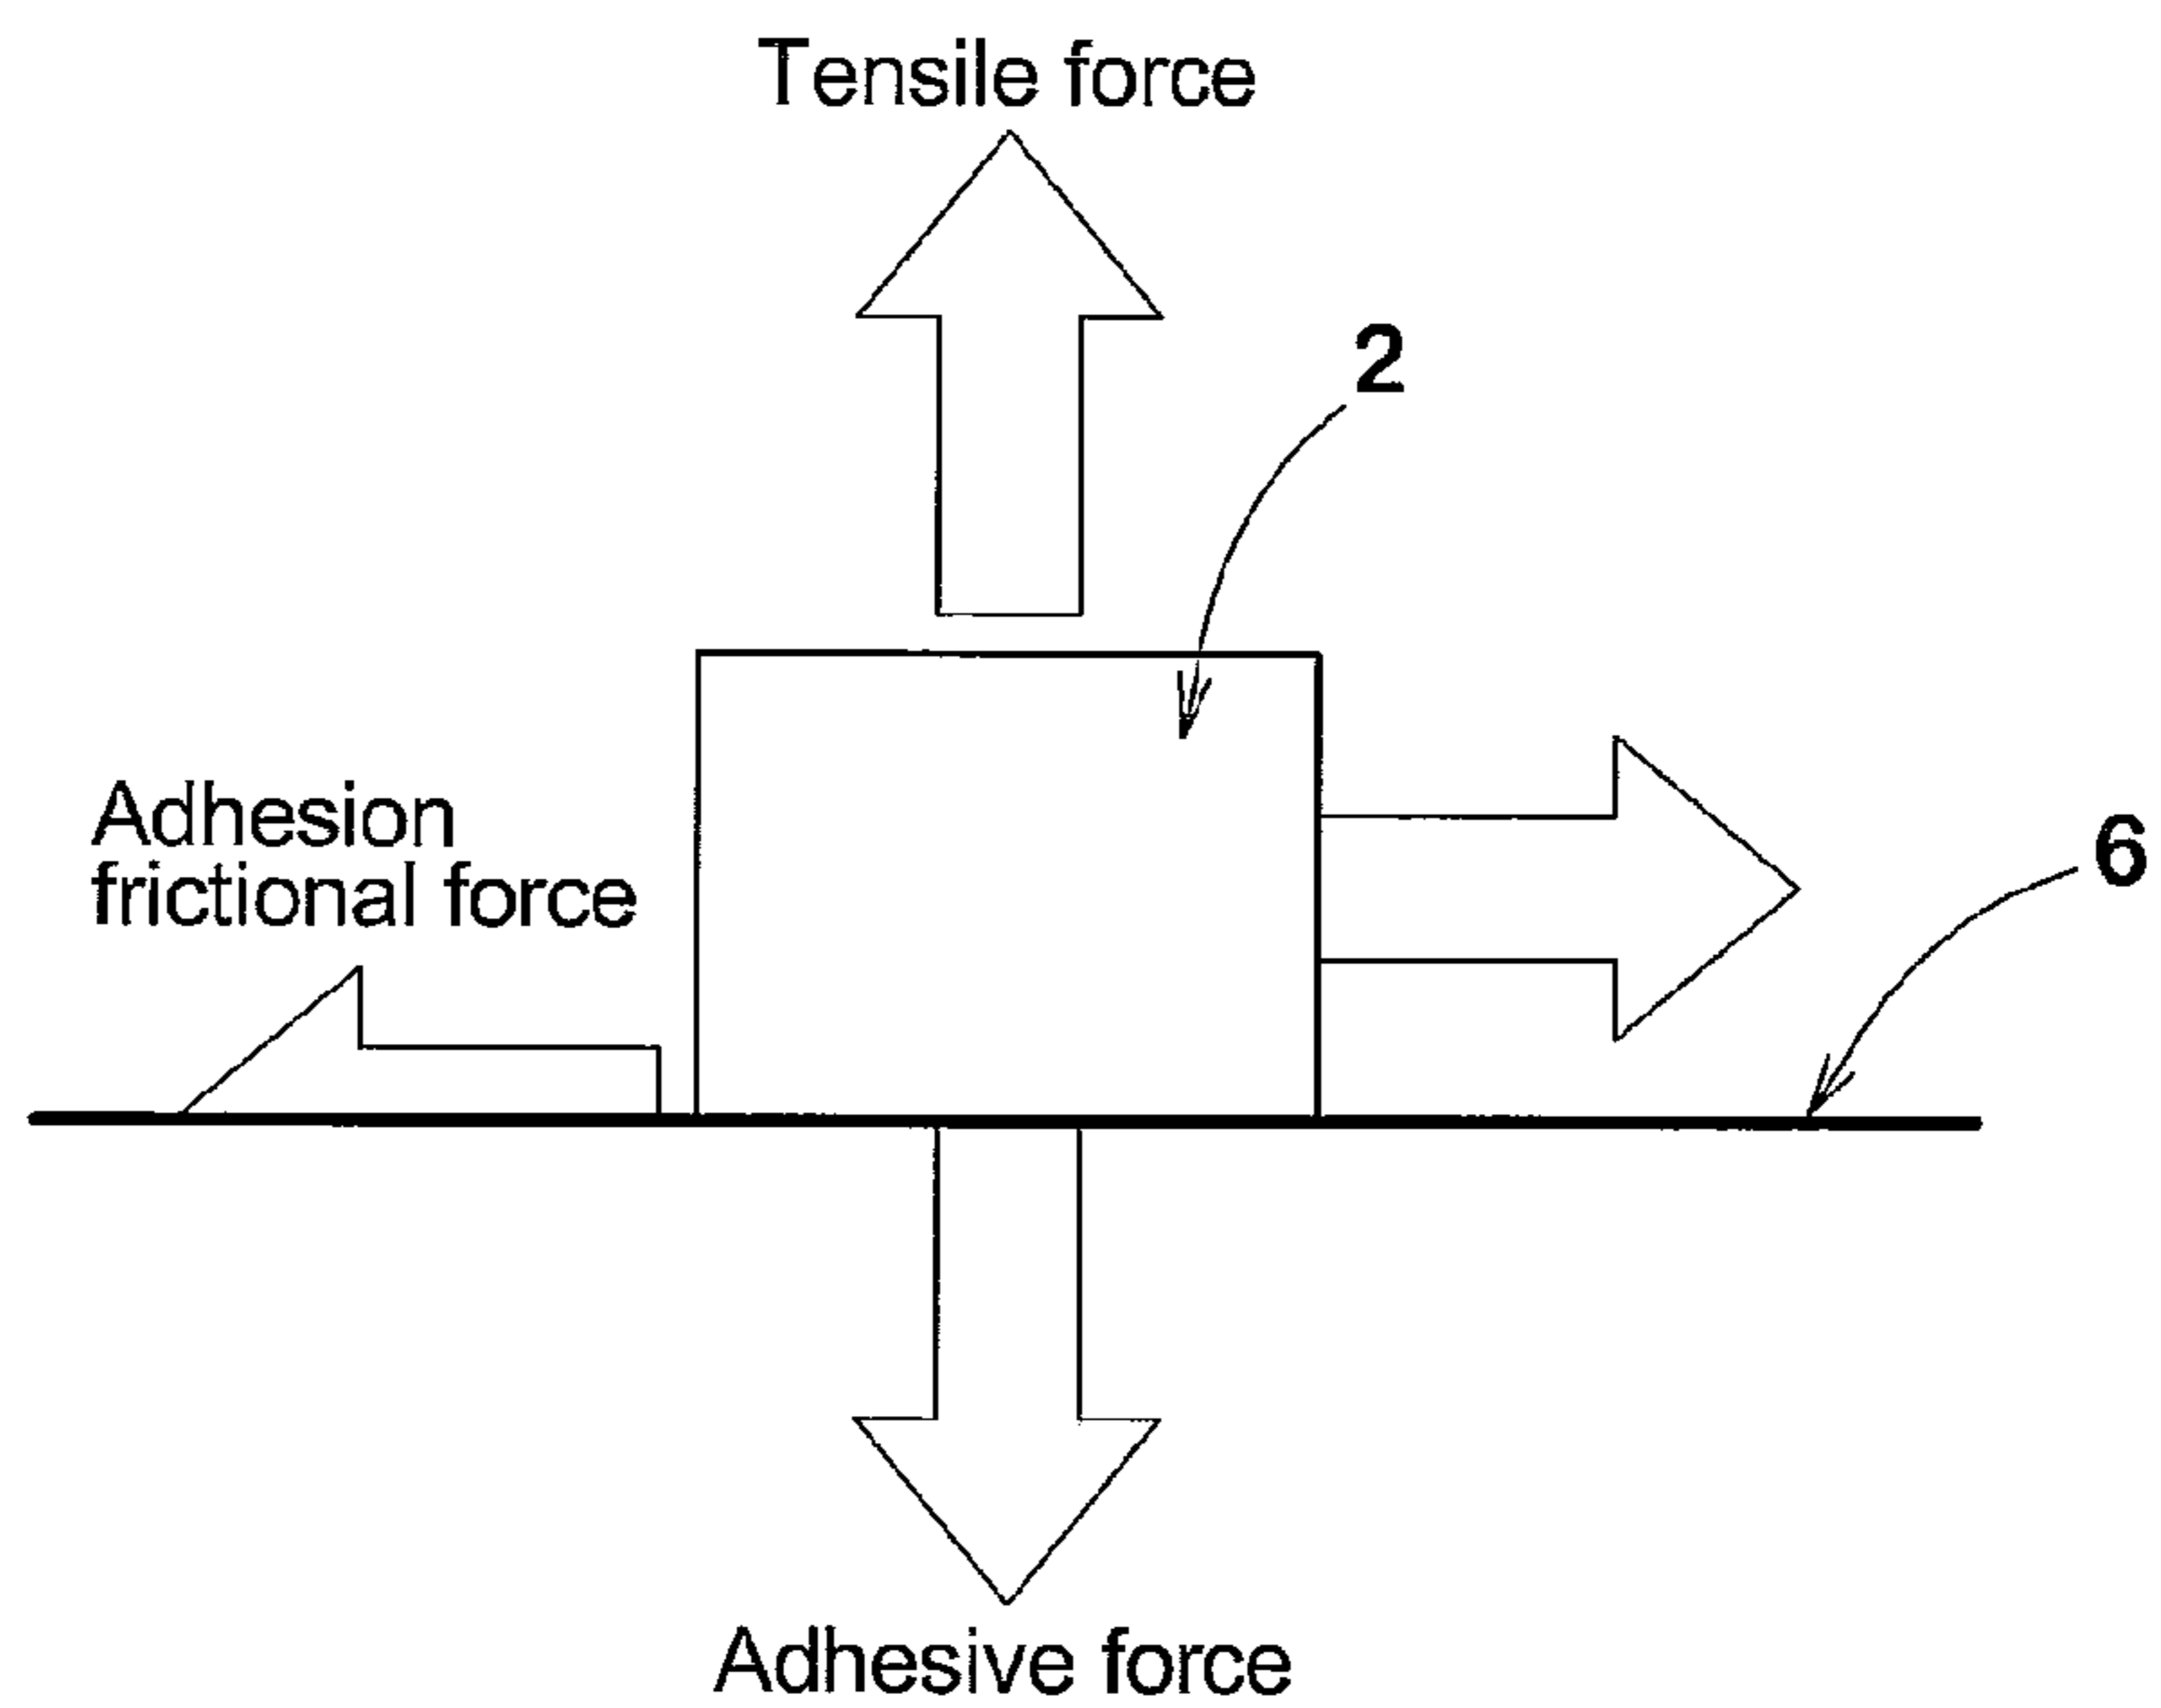 Tensile force
2
Adhesion
frictional force
6
Adhesive force